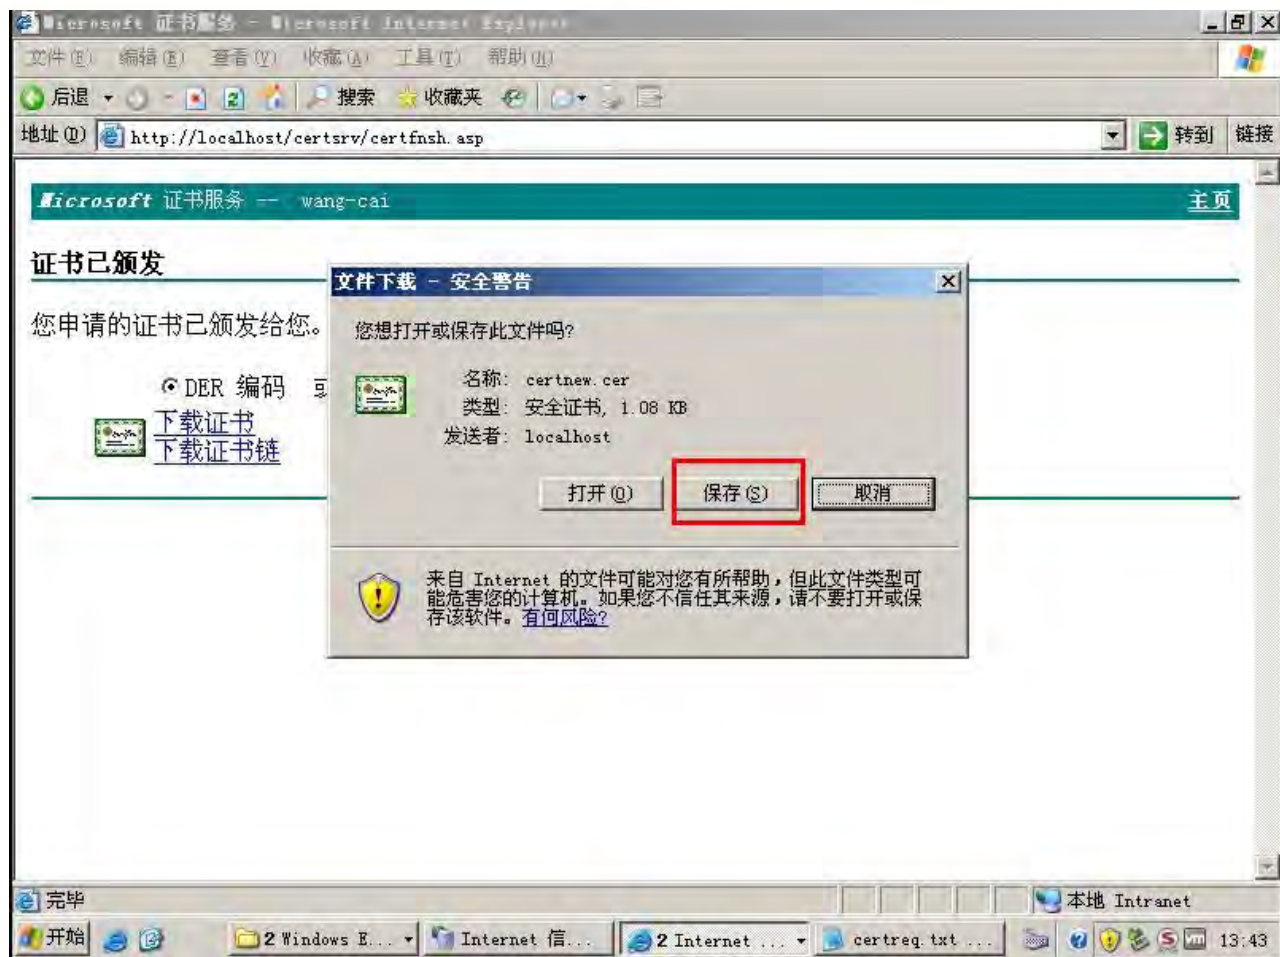 Microsoft 证书服务 - Microsoft Internet Explorer
文件(F) 编辑(E) 查看(V) 收藏(A) 工具(T) 帮助(H)
后退 搜索 收藏夹
地址(D) http://localhost/certsrv/certfnsh.asp 转到 链接
Microsoft 证书服务 -- wang-cai 主页
证书已颁发
您申请的证书已颁发给您。
DER 编码 或
下载证书
下载证书链
文件下载 - 安全警告
您想打开或保存此文件吗?
名称: certnew.cer
类型: 安全证书, 1.08 KB
发送者: localhost
打开(O) 保存(S) 取消
来自 Internet 的文件可能对您有所帮助，但此文件类型可
能危害您的计算机。如果您不信任其来源，请不要打开或保
存该软件。有何风险?
完毕 本地 Intranet
开始 2 Windows E... Internet 信... 2 Internet ... certreq.txt ... 13:43